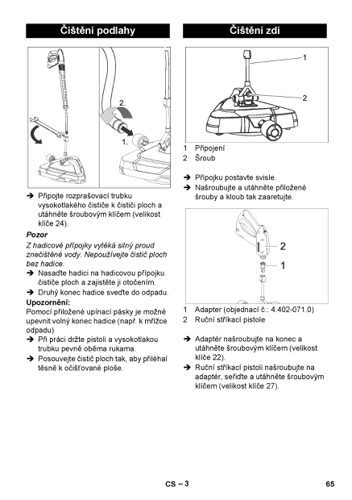 Čištění podlahy
2.
1.
➔ Připojte rozprašovací trubku
vysokotlakého čističe k čističi ploch a
utáhněte šroubovým klíčem (velikost
klíče 24).
Pozor
Z hadicové přípojky vytéká silný proud
znečištěné vody. Nepoužívejte čistič ploch
bez hadice.
➔ Nasaďte hadici na hadicovou přípojku
čističe ploch a zajistěte ji otočením.
➔ Druhý konec hadice sveďte do odpadu.
Upozornění:
Pomocí přiložené upínací pásky je možné
upevnit volný konec hadice (např. k mřížce
odpadu)
➔ Při práci držte pistoli a vysokotlakou
trubku pevně oběma rukama.
➔ Posouvejte čistič ploch tak, aby přiléhal
těsně k očišťované ploše.
Čištění zdi
1
2
1 Připojení
2 Šroub
➔ Přípojku postavte svisle.
➔ Našroubujte a utáhněte přiložené
šrouby a kloub tak zaaretujte.
2
1
1 Adapter (objednací č.: 4.402-071.0)
2 Ruční stříkací pistole
➔ Adaptér našroubujte na konec a
utáhněte šroubovým klíčem (velikost
klíče 22).
➔ Ruční stříkací pistoli našroubujte na
adaptér, seřiďte a utáhněte šroubovým
klíčem (velikost klíče 27).
CS – 3
65